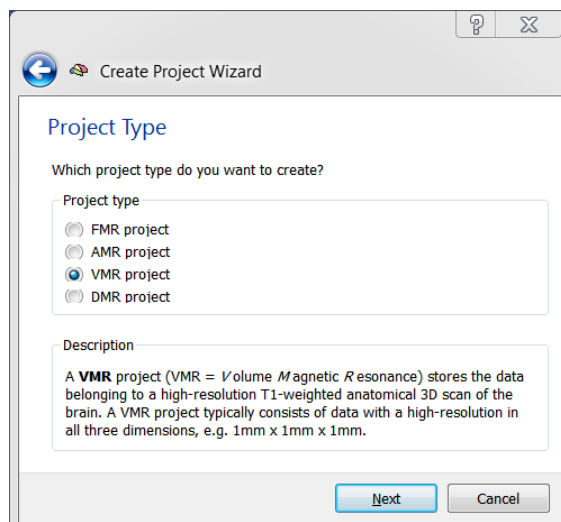 Create Project Wizard
Project Type
Which project type do you want to create?
Project type
FMR project
AMR project
VMR project
DMR project
Description
A VMR project (VMR = V olume M agnetic R esonance) stores the data
belonging to a high-resolution T1-weighted anatomical 3D scan of the
brain. A VMR project typically consists of data with a high-resolution in
all three dimensions, e.g. 1mm x 1mm x 1mm.
Next Cancel